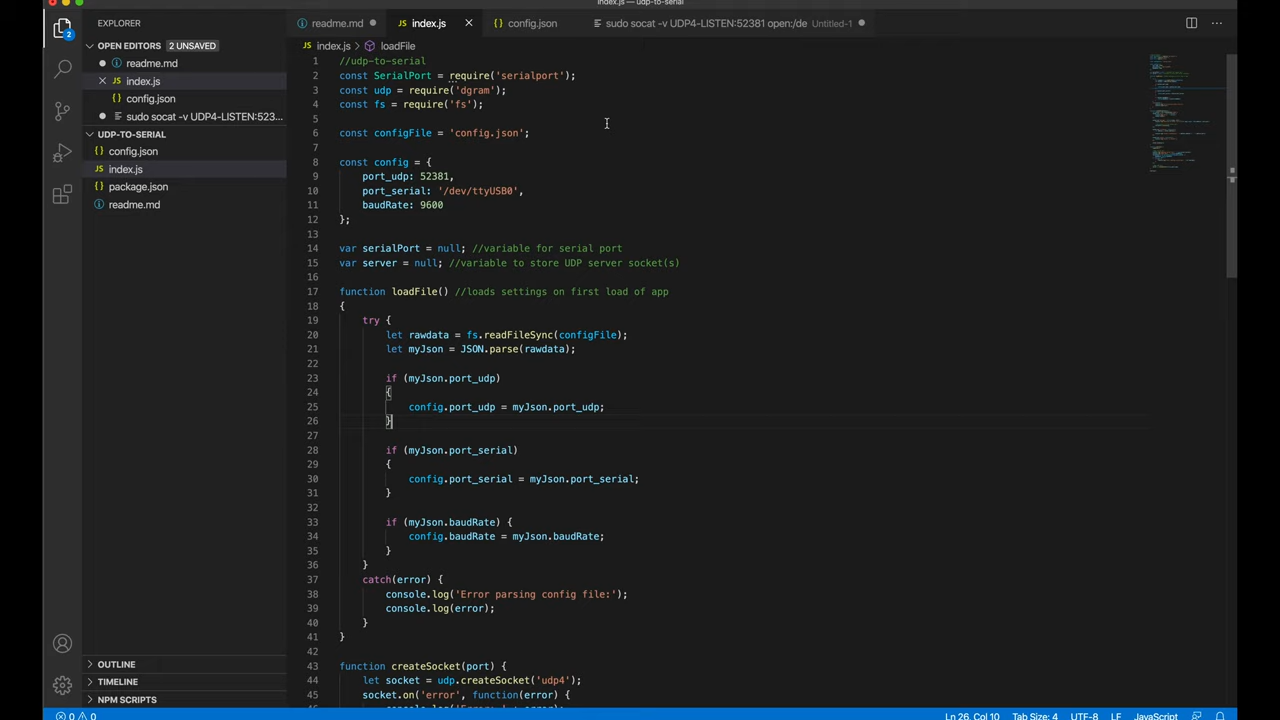 index.js — udp-to-serial
EXPLORER
readme.md
index.js
config.json
sudo socat -v UDP4-LISTEN:52381 open:/de Untitled-1
OPEN EDITORS 2 UNSAVED
readme.md
index.js
config.json
sudo socat -v UDP4-LISTEN:523...
UDP-TO-SERIAL
config.json
index.js
package.json
readme.md
OUTLINE
TIMELINE
NPM SCRIPTS
2
index.js > loadFile
1 //udp-to-serial
2 const SerialPort = require('serialport');
3 const udp = require('dgram');
4 const fs = require('fs');
5
6 const configFile = 'config.json';
7
8 const config = {
9 port_udp: 52381,
10 port_serial: '/dev/ttyUSB0',
11 baudRate: 9600
12 };
13
14 var serialPort = null; //variable for serial port
15 var server = null; //variable to store UDP server socket(s)
16
17 function loadFile() //loads settings on first load of app
18 {
19 try {
20 let rawdata = fs.readFileSync(configFile);
21 let myJson = JSON.parse(rawdata);
22
23 if (myJson.port_udp)
24 {
25 config.port_udp = myJson.port_udp;
26 }
27
28 if (myJson.port_serial)
29 {
30 config.port_serial = myJson.port_serial;
31 }
32
33 if (myJson.baudRate) {
34 config.baudRate = myJson.baudRate;
35 }
36 }
37 catch(error) {
38 console.log('Error parsing config file:');
39 console.log(error);
40 }
41 }
42
43 function createSocket(port) {
44 let socket = udp.createSocket('udp4');
45 socket.on('error', function(error) {
0 0
Ln 26, Col 10 Tab Size: 4 UTF-8 LF JavaScript